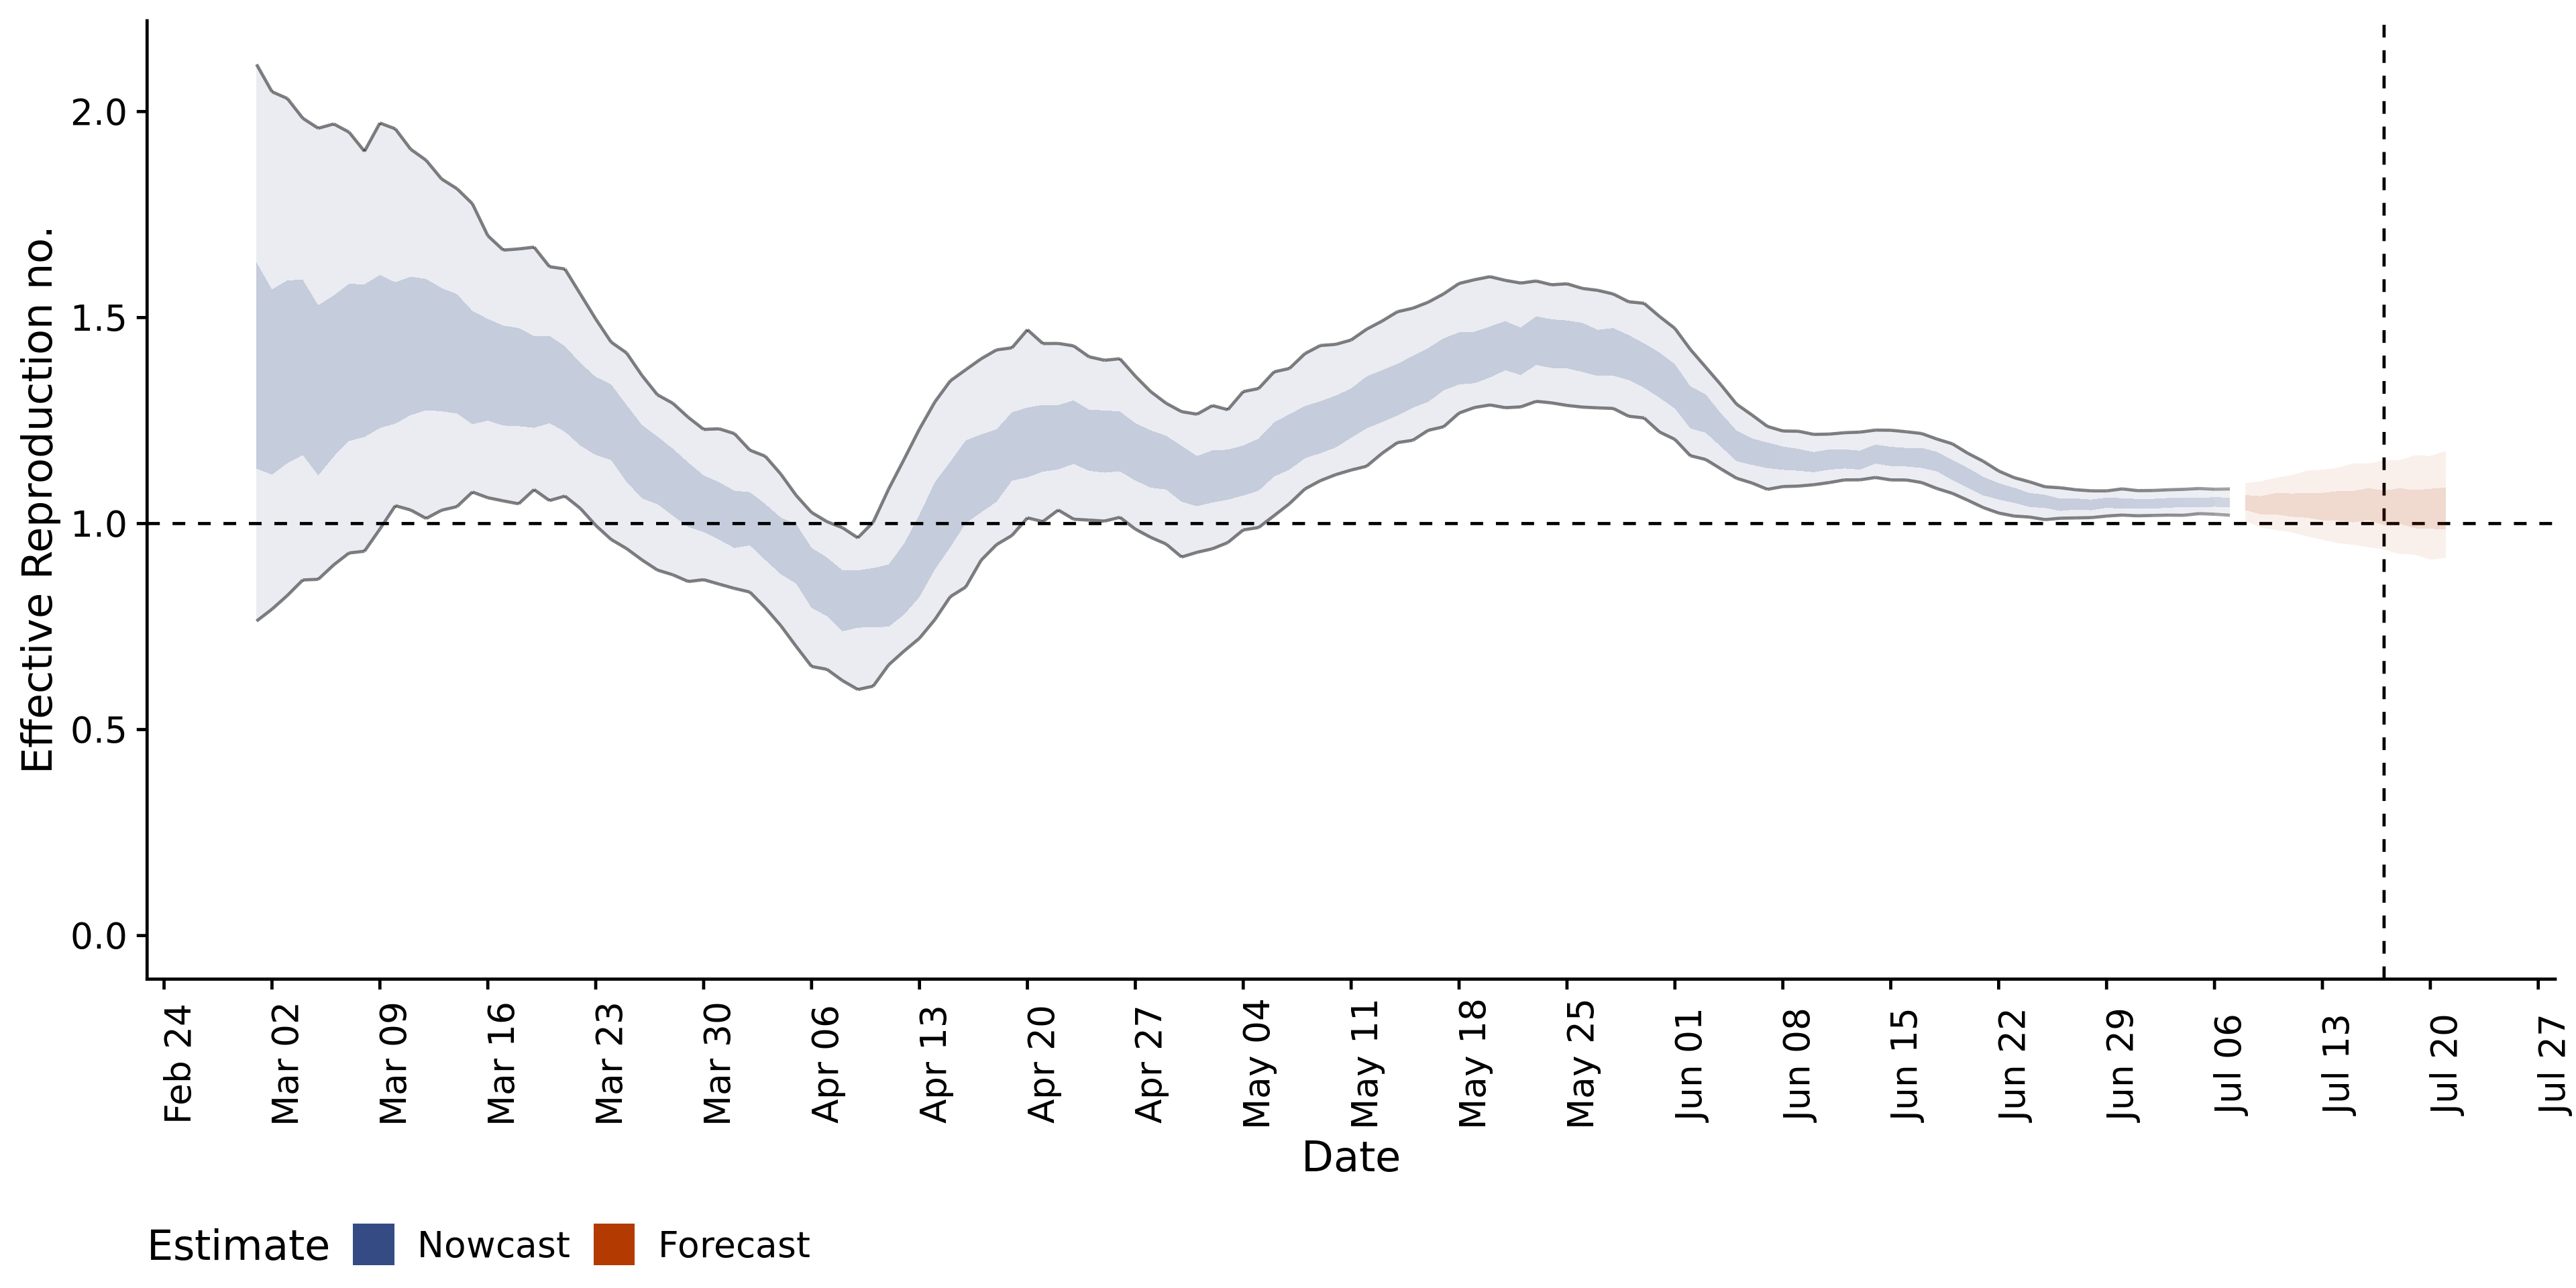 Effective Reproduction no.
2.0
1.5
1.0
0.5
0.0
Feb 24
Mar 02
Mar 09
Mar 16
Mar 23
Mar 30
Apr 06
Apr 13
Apr 20
Apr 27
May 04
May 11
May 18
May 25
Jun 01
Jun 08
Jun 15
Jun 22
Jun 29
Jul 06
Jul 13
Jul 20
Jul 27
Date
Estimate Nowcast Forecast